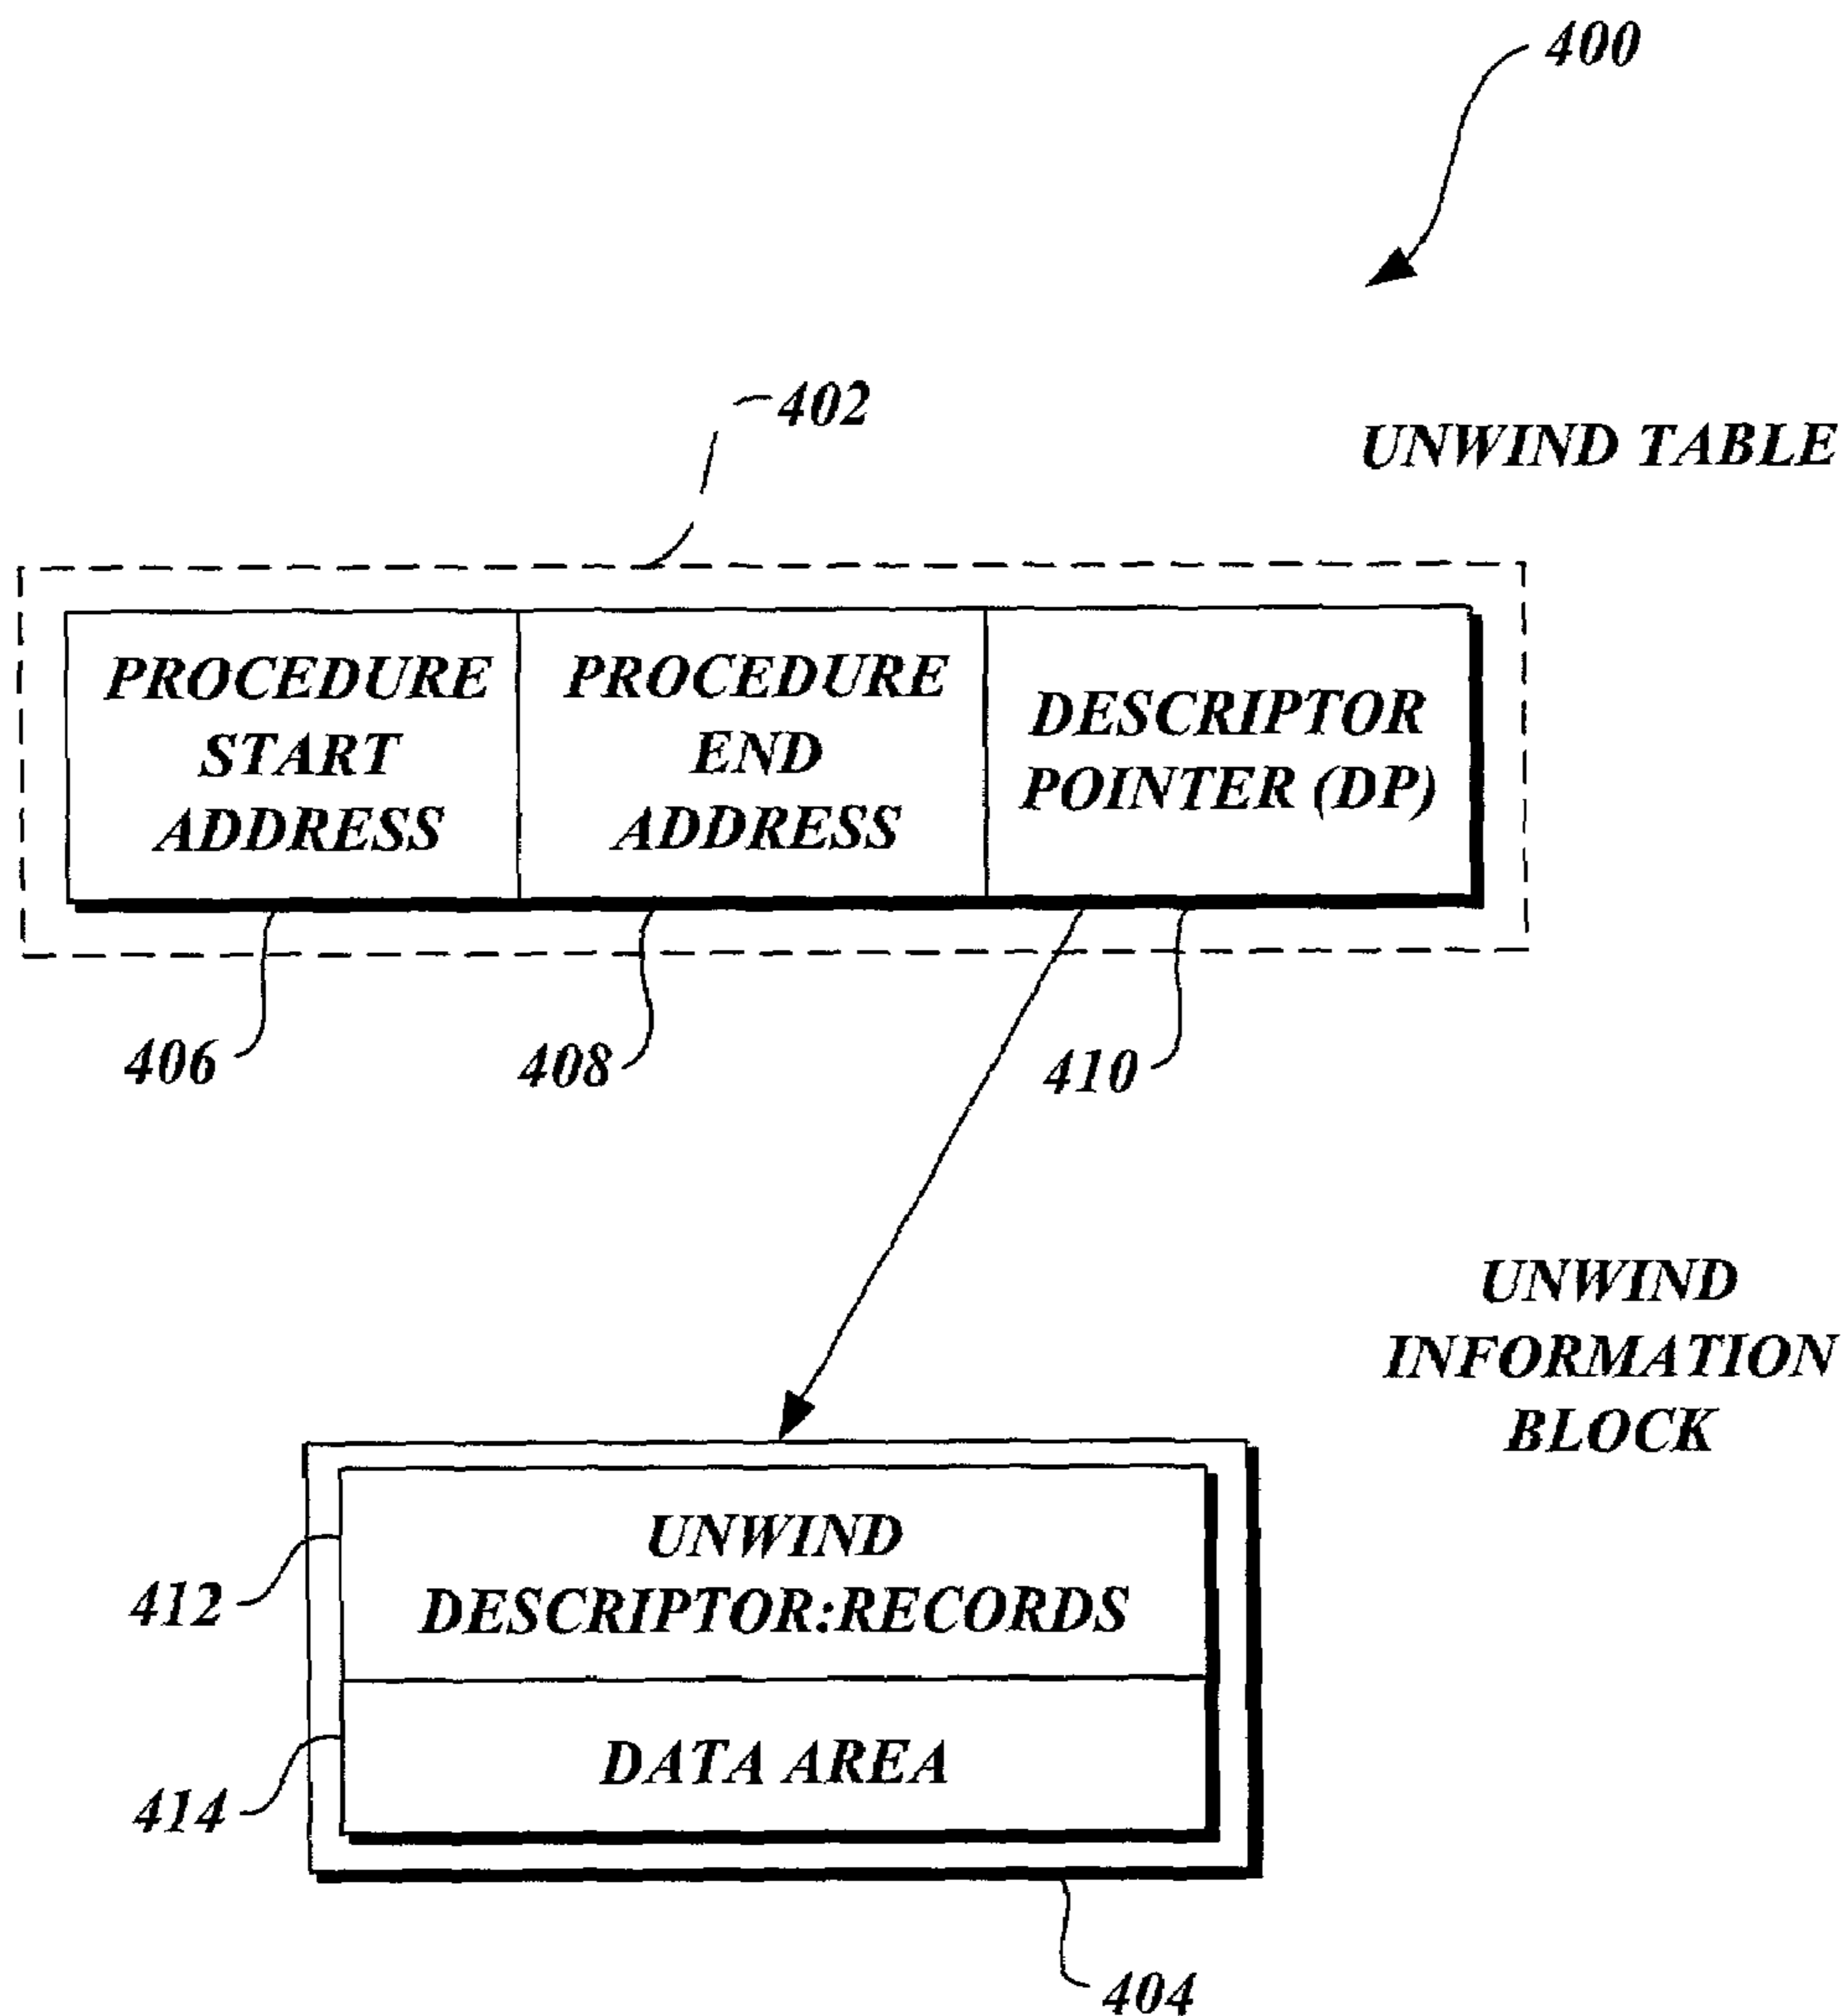 400
402
UNWIND TABLE
PROCEDURE
START
ADDRESS
PROCEDURE
END
ADDRESS
DESCRIPTOR
POINTER (DP)
406
408
410
UNWIND
INFORMATION
BLOCK
UNWIND
DESCRIPTOR:RECORDS
412
DATA AREA
414
404